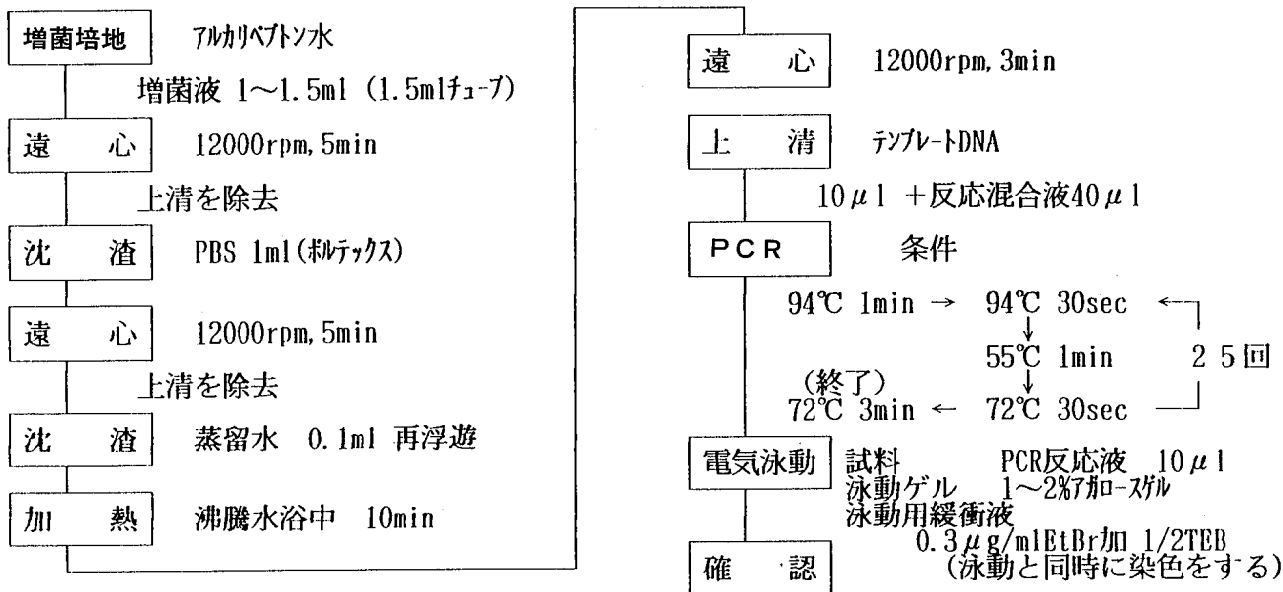 増菌培地 アルカリペプトン水
増菌液 1～1.5ml (1.5mlチューブ)
遠心 12000rpm, 5min
上清を除去
沈渣 PBS 1ml(ボルテックス)
遠心 12000rpm, 5min
上清を除去
沈渣 蒸留水 0.1ml 再浮遊
加熱 沸騰水浴中 10min
遠心 12000rpm, 3min
上清 テンプレートDNA
10μl ＋反応混合液40μl
PCR 条件
94℃ 1min → 94℃ 30sec ←
↓
55℃ 1min 25回
(終了) ↓
72℃ 3min ← 72℃ 30sec
電気泳動 試料 PCR反応液 10μl
泳動ゲル 1～2%アガロースゲル
泳動用緩衝液
0.3μg/mlEtBr加 1/2TEB
確認 (泳動と同時に染色をする)